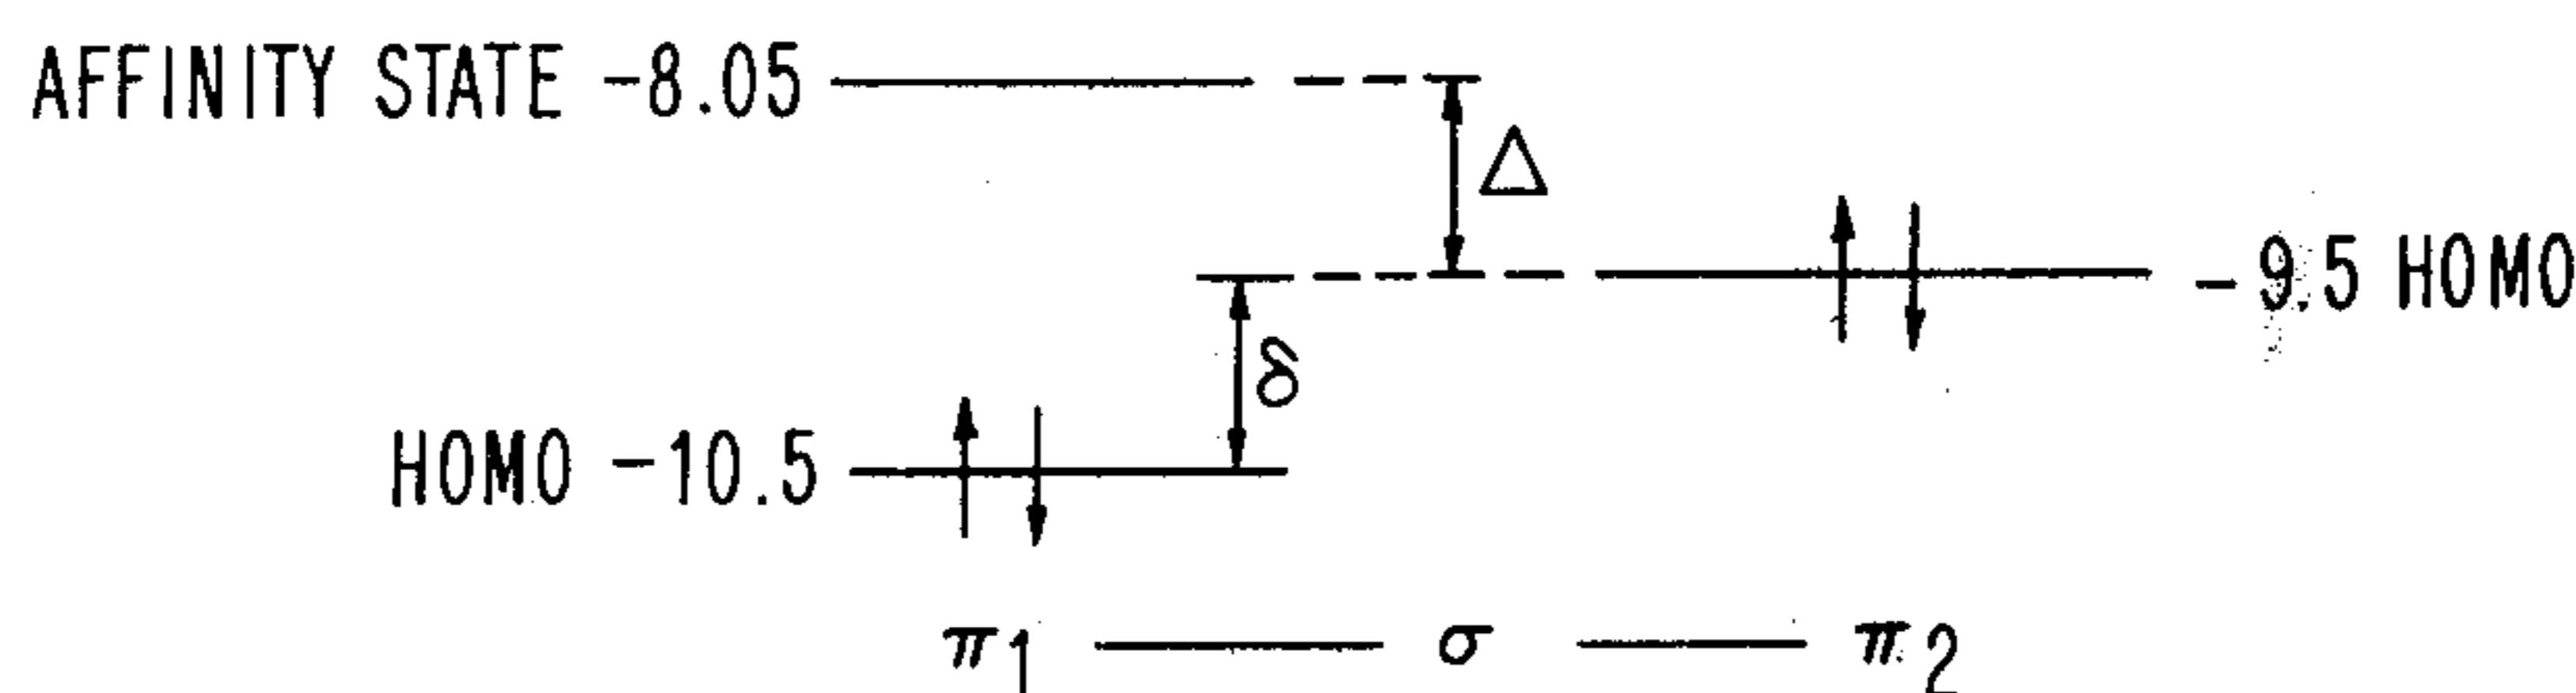 AFFINITY STATE -8.05
Δ
- 9.5 HOMO
δ
HOMO -10.5
π1 — σ — π2